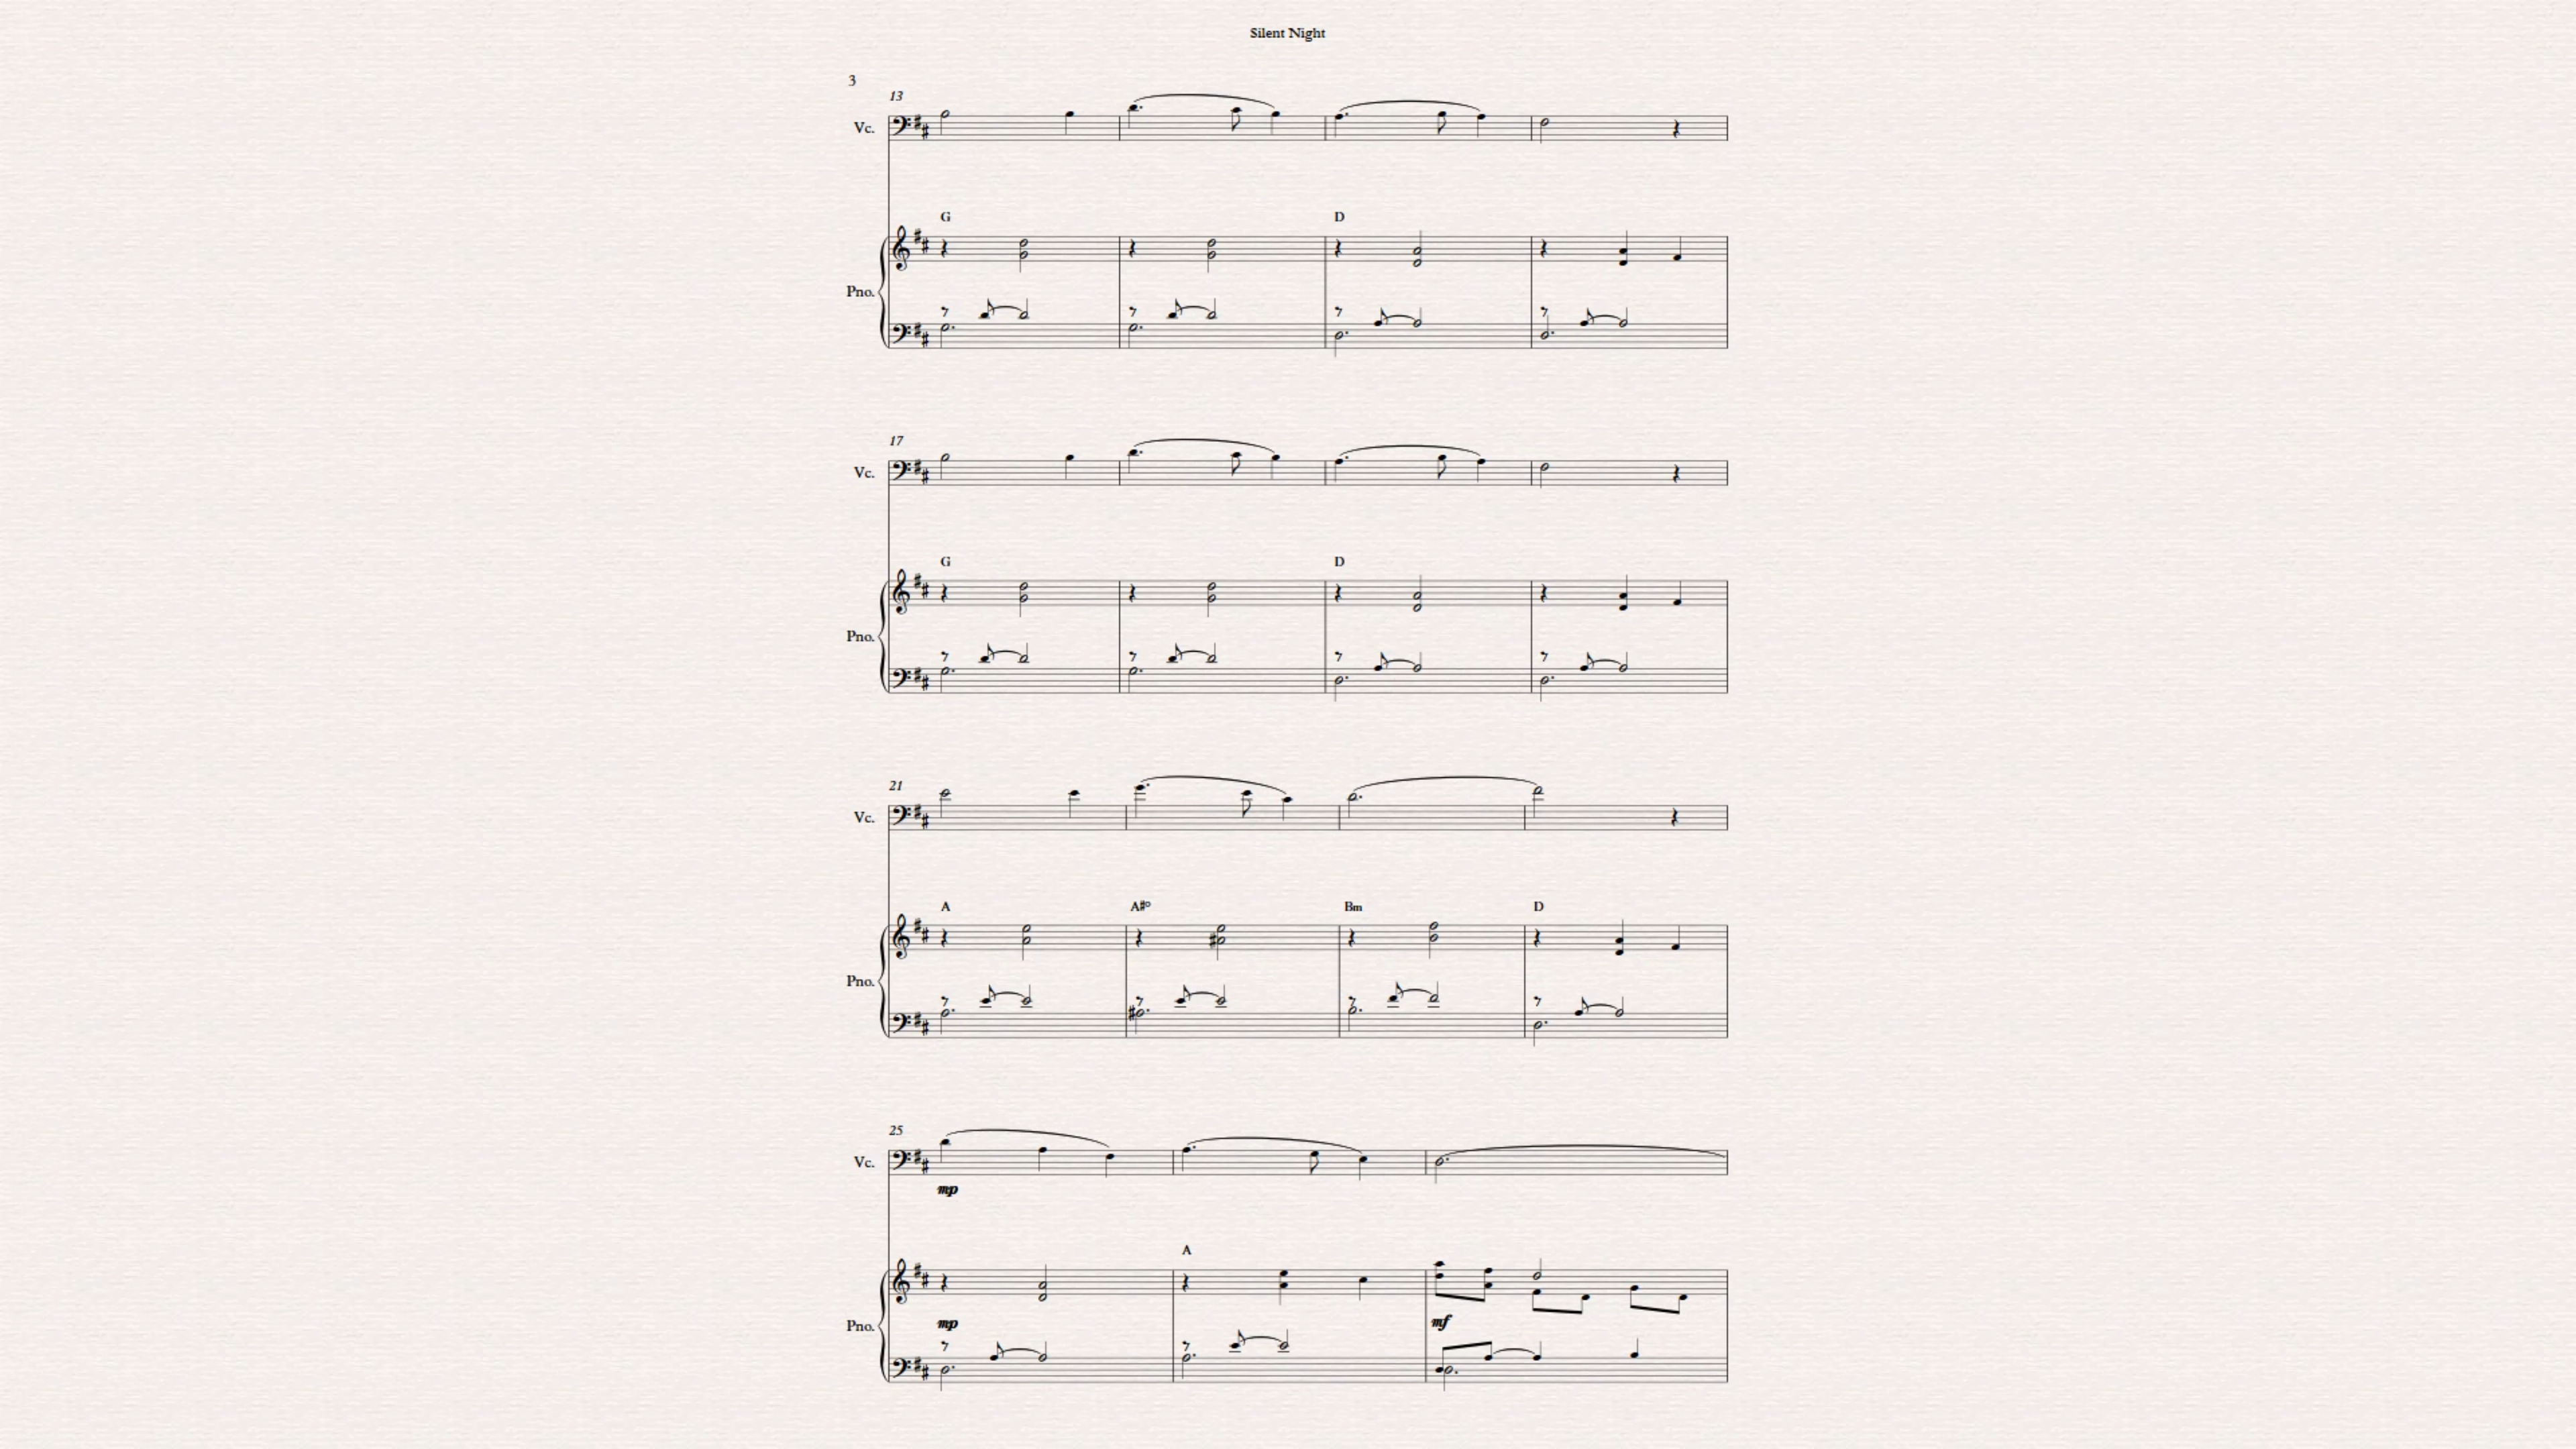 Silent Night
3
13
Vc.
G D
Pno.
17
Vc.
G D
Pno.
21
Vc.
A A♯° Bm D
Pno.
25
Vc.
mp
A
Pno.
mp mf